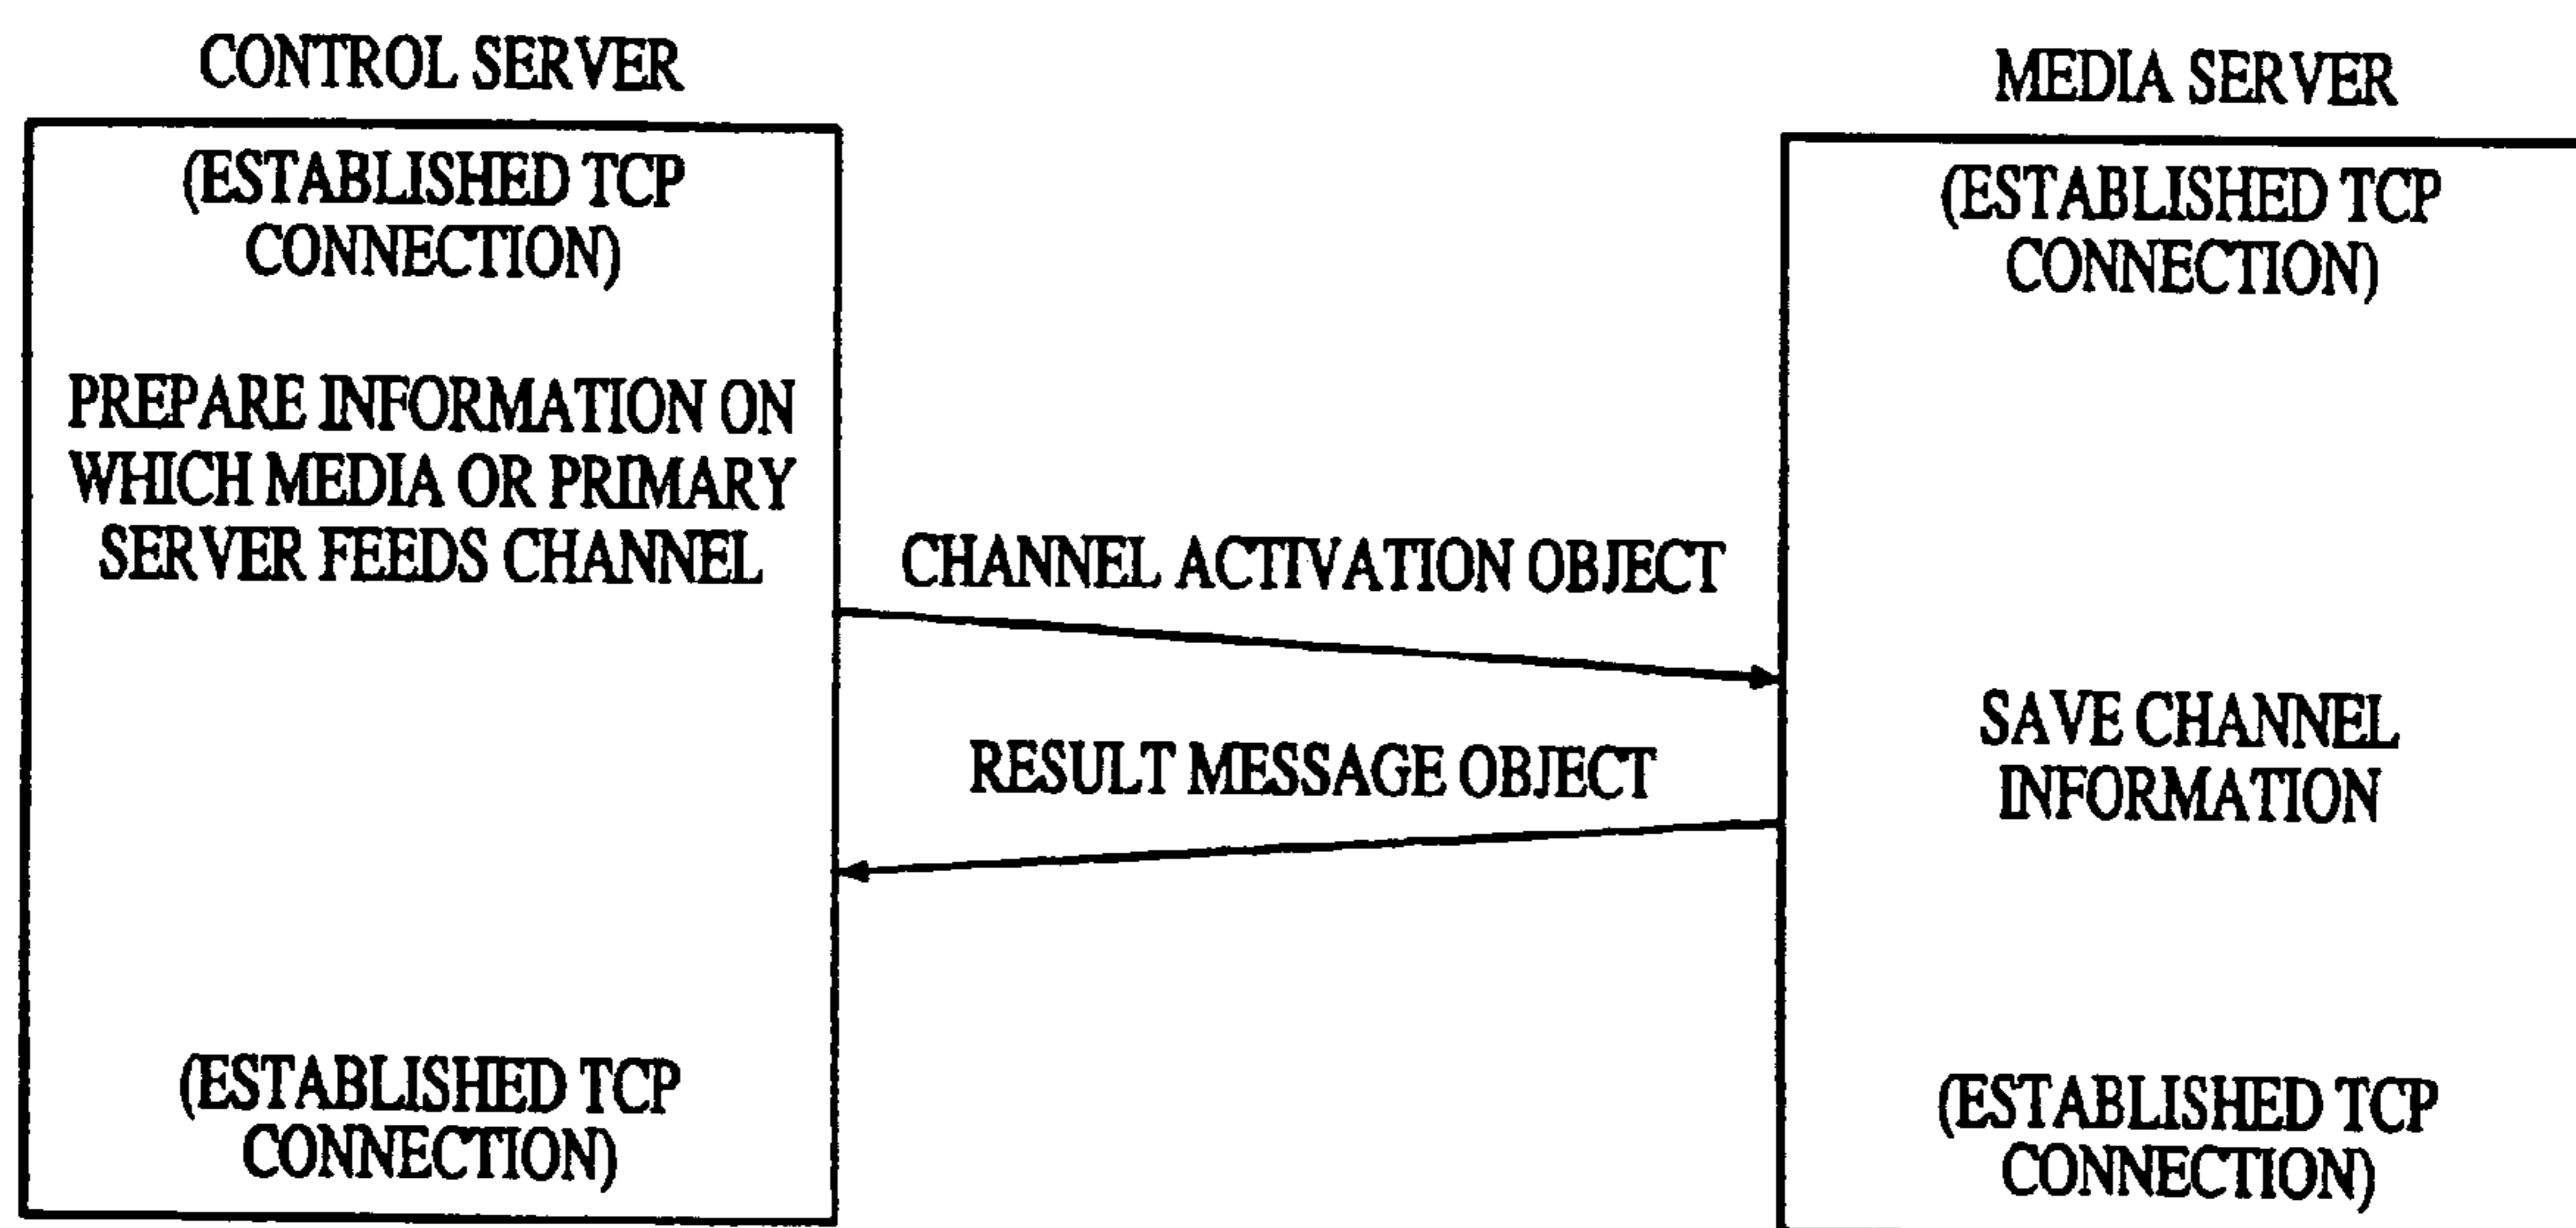 CONTROL SERVER
(ESTABLISHED TCP
CONNECTION)
PREPARE INFORMATION ON
WHICH MEDIA OR PRIMARY
SERVER FEEDS CHANNEL
(ESTABLISHED TCP
CONNECTION)
CHANNEL ACTIVATION OBJECT
RESULT MESSAGE OBJECT
MEDIA SERVER
(ESTABLISHED TCP
CONNECTION)
SAVE CHANNEL
INFORMATION
(ESTABLISHED TCP
CONNECTION)